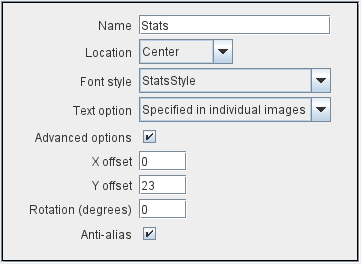 Name Stats
Location Center
Font style StatsStyle
Text option Specified in individual images
Advanced options
X offset 0
Y offset 23
Rotation (degrees) 0
Anti-alias